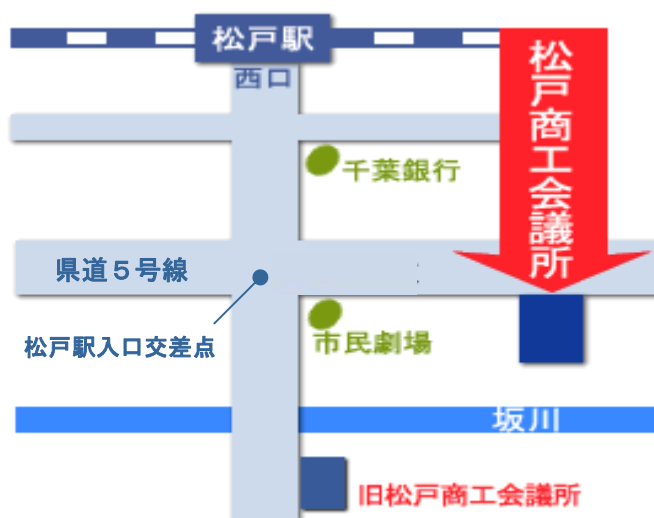 松戸駅
西口
松戸商工会議所
千葉銀行
県道５号線
松戸駅入口交差点
市民劇場
坂川
旧松戸商工会議所